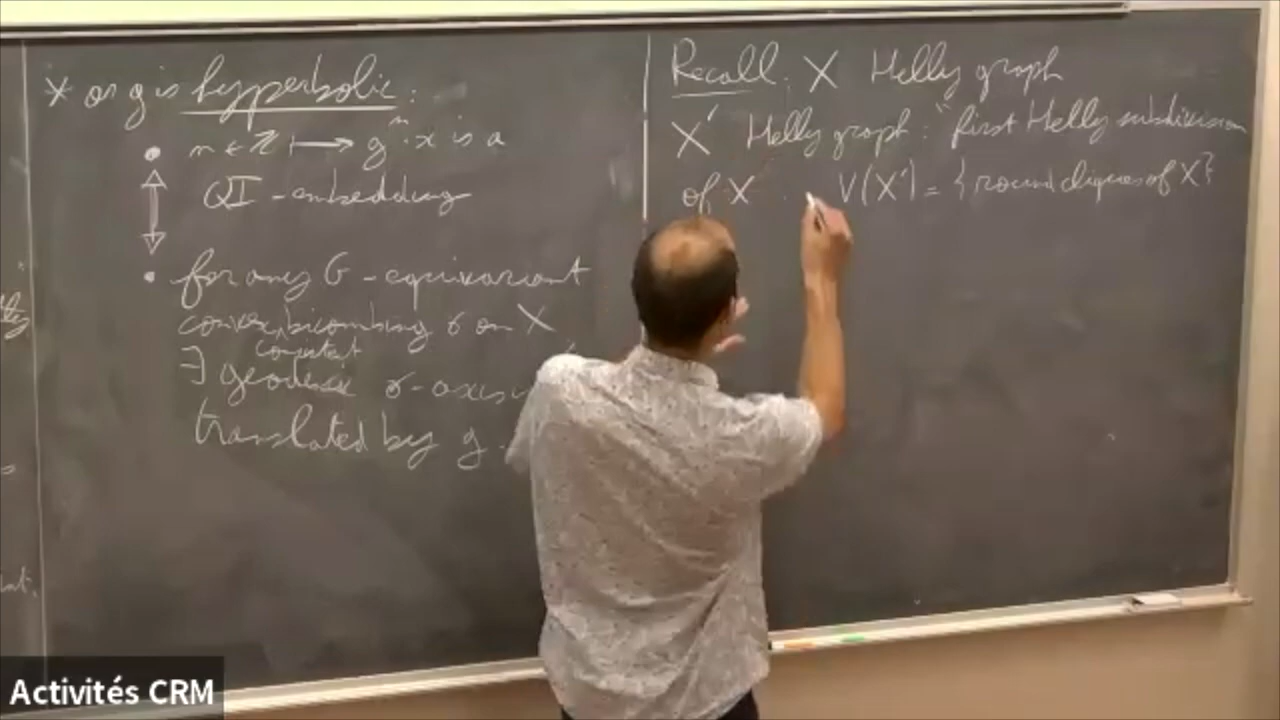 * or g is hyperbolic:
• n ∈ ℤ ⟼ gⁿ·x is a
QI-embedding
• for any G-equivariant
convex, bicombing σ on X
consistent
∃ geodesic σ-axis
translated by g.
Recall: X Helly graph
X' Helly graph: "first Helly subdivision
of X V(X') = {round cliques of X}
Activités CRM